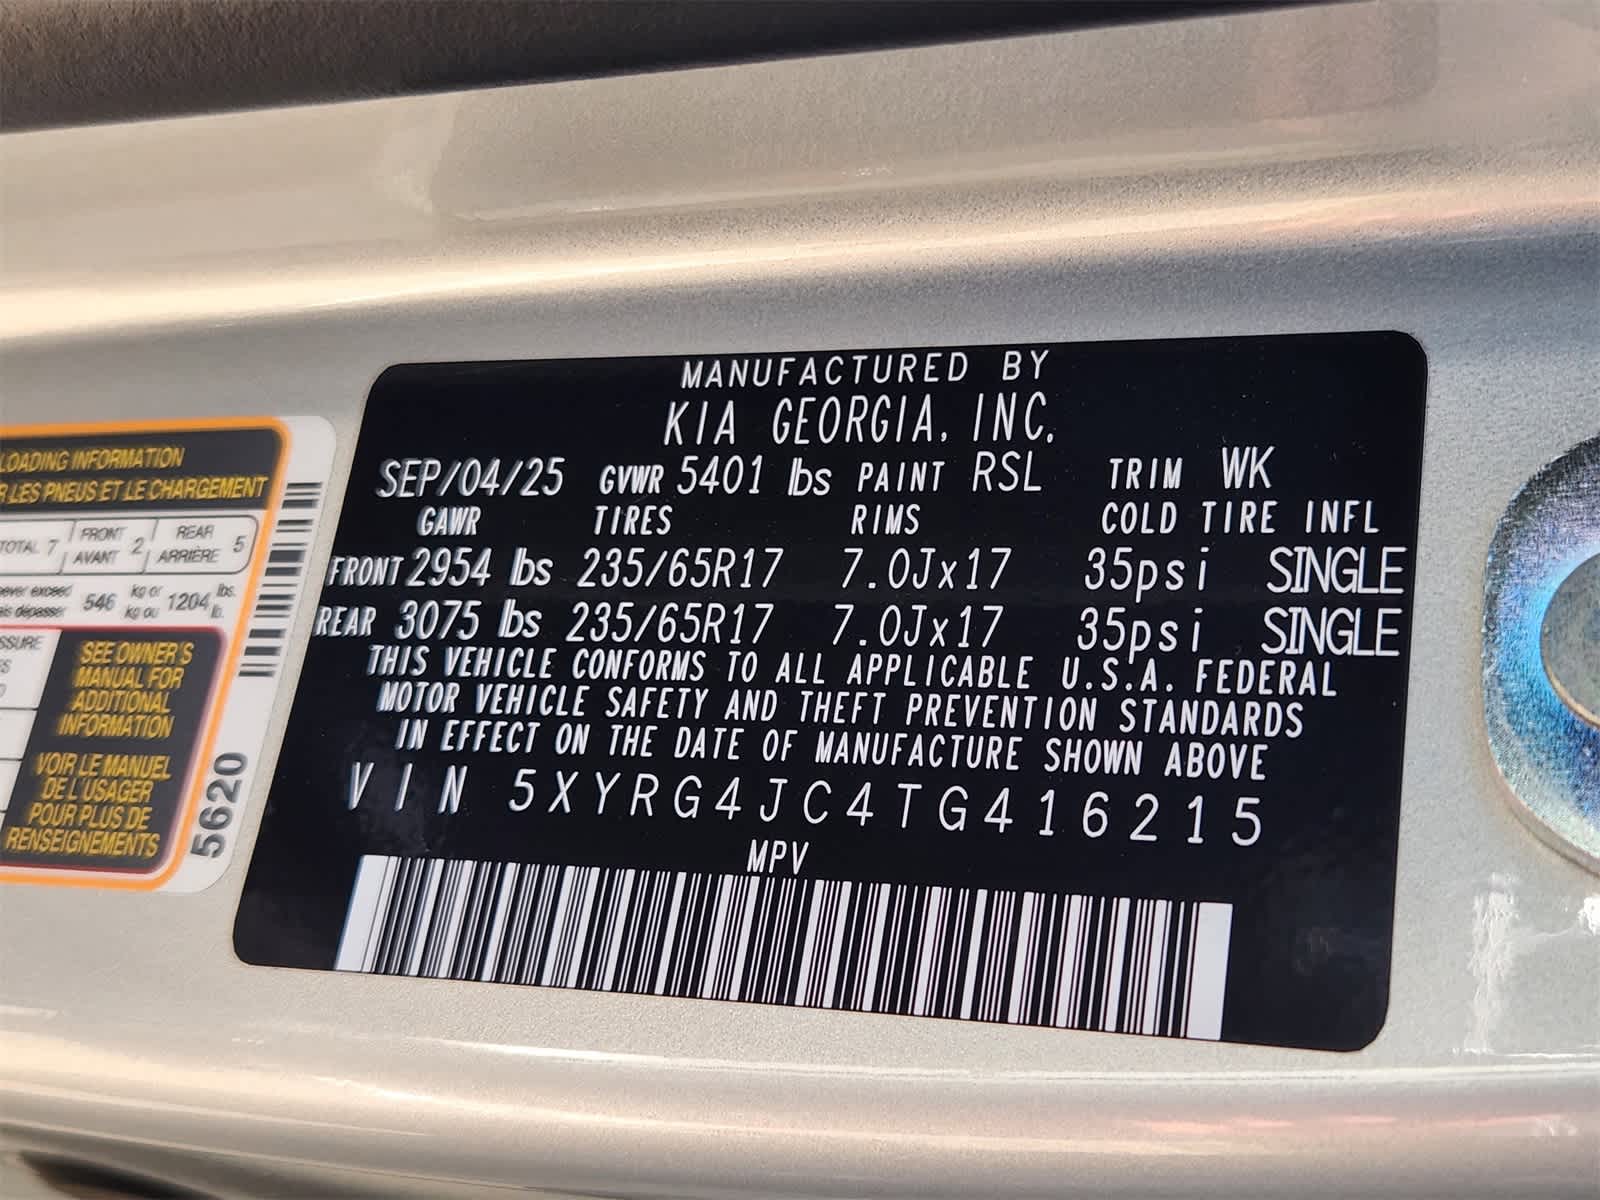 MANUFACTURED BY
KIA GEORGIA, INC.
SEP/04/25 GVWR 5401 lbs PAINT RSL TRIM WK
GAWR TIRES RIMS COLD TIRE INFL
FRONT 2954 lbs 235/65R17 7.0Jx17 35psi SINGLE
REAR 3075 lbs 235/65R17 7.0Jx17 35psi SINGLE
THIS VEHICLE CONFORMS TO ALL APPLICABLE U.S.A. FEDERAL
MOTOR VEHICLE SAFETY AND THEFT PREVENTION STANDARDS
IN EFFECT ON THE DATE OF MANUFACTURE SHOWN ABOVE
VIN 5XYRG4JC4TG416215
MPV
LOADING INFORMATION
LES PNEUS ET LE CHARGEMENT
TOTAL 7 FRONT AVANT 2 REAR ARRIÈRE 5
exceed
dépasser 546 kg or kg ou 1204 lbs. lb.
SEE OWNER'S
MANUAL FOR
ADDITIONAL
INFORMATION
VOIR LE MANUEL
DE L'USAGER
POUR PLUS DE
RENSEIGNEMENTS
5620